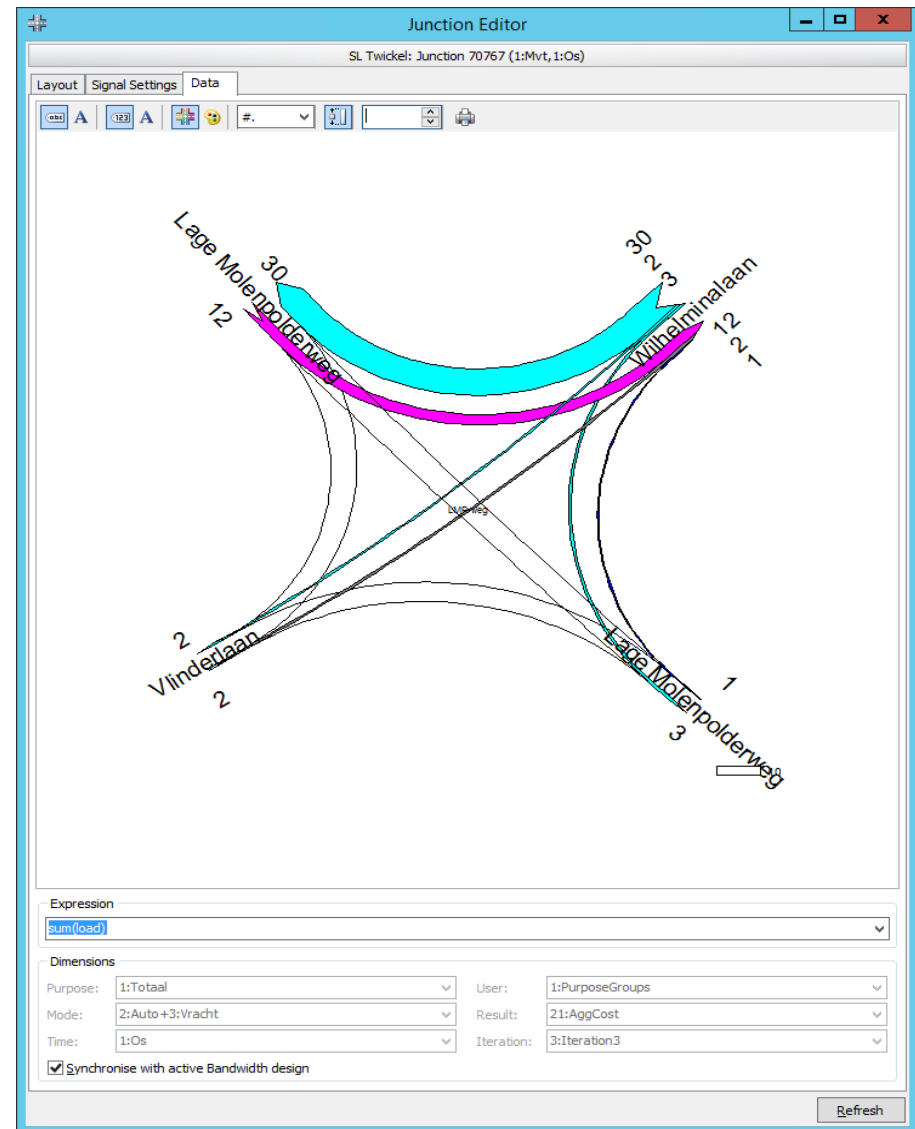 Junction Editor
SL Twickel: Junction 70767 (1:Mvt,1:Os)
Layout
Signal Settings
Data
abc
A
123
A
#.
Lage Molenpolderweg
30
12
30
2
3
Wilhelminalaan
12
2
1
2
Vlinderlaan
2
Lage Molenpolderweg
1
3
Expression
sum(load)
Dimensions
Purpose: 1:Totaal
User: 1:PurposeGroups
Mode: 2:Auto+3:Vracht
Result: 21:AggCost
Time: 1:Os
Iteration: 3:Iteration3
Synchronise with active Bandwidth design
Refresh